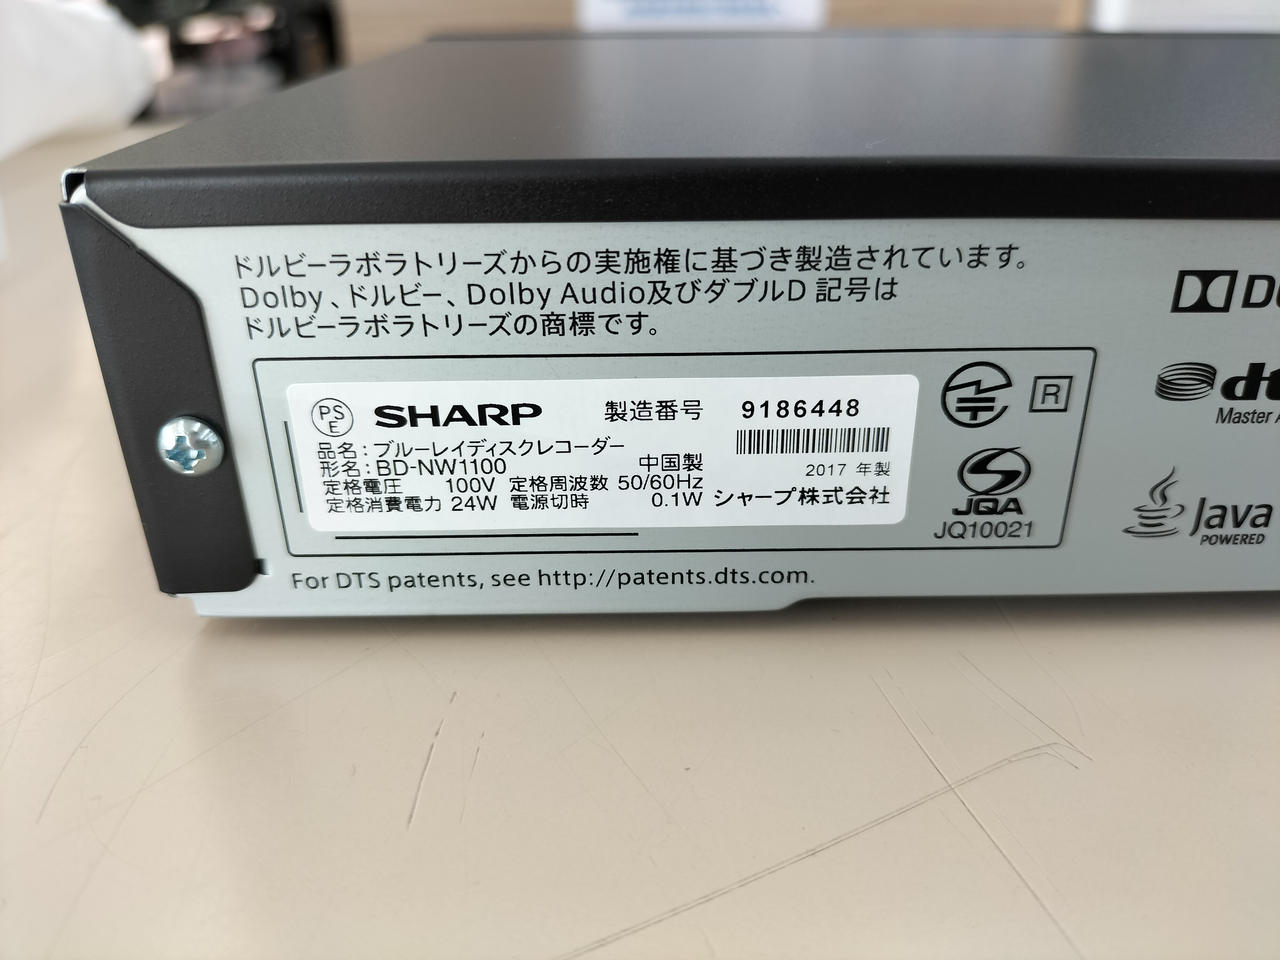 ドルビーラボラトリーズからの実施権に基づき製造されています。
Dolby、ドルビー、Dolby Audio及びダブルD 記号は
ドルビーラボラトリーズの商標です。
PS
E
SHARP 製造番号 9186448
品名：ブルーレイディスクレコーダー
形名：BD-NW1100 中国製 2017 年製
定格電圧 100V 定格周波数 50/60Hz
定格消費電力 24W 電源切時 0.1W シャープ株式会社
R
JQA
JQ10021
For DTS patents, see http://patents.dts.com.
Master
Java
POWERED